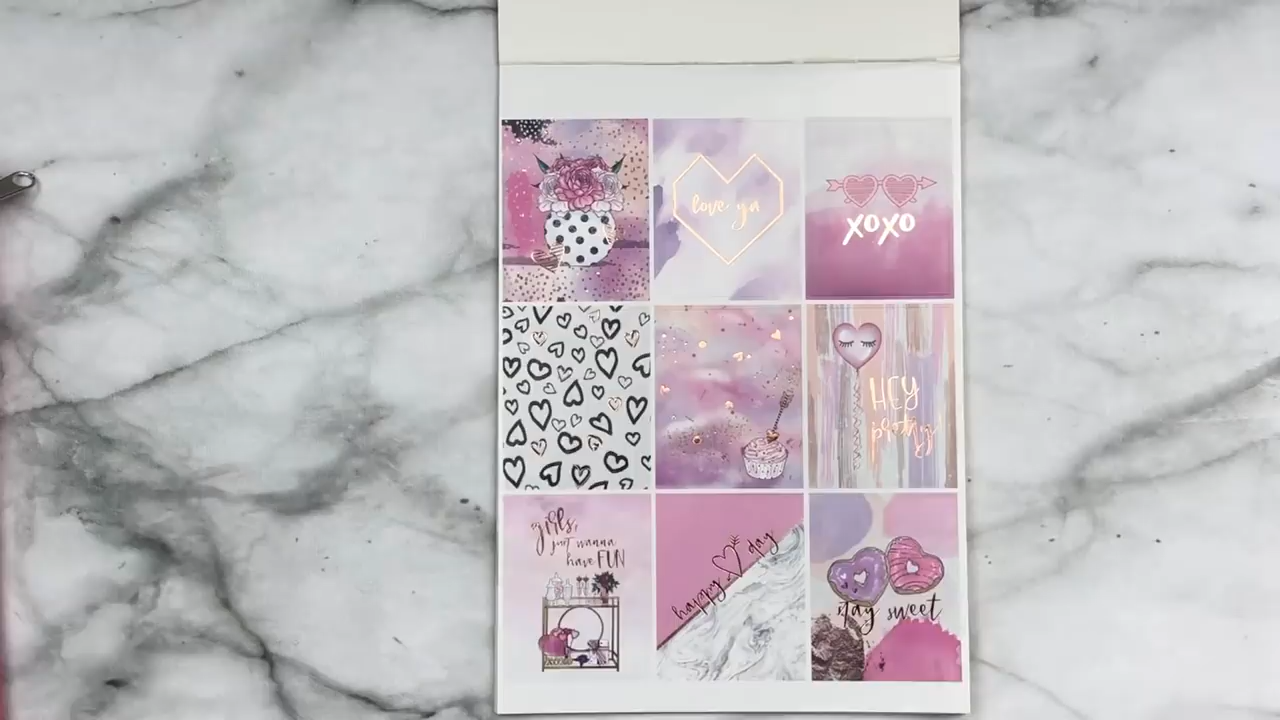 love ya
XOXO
HEY
pretty
girls,
just wanna
have FUN
happy day
stay sweet